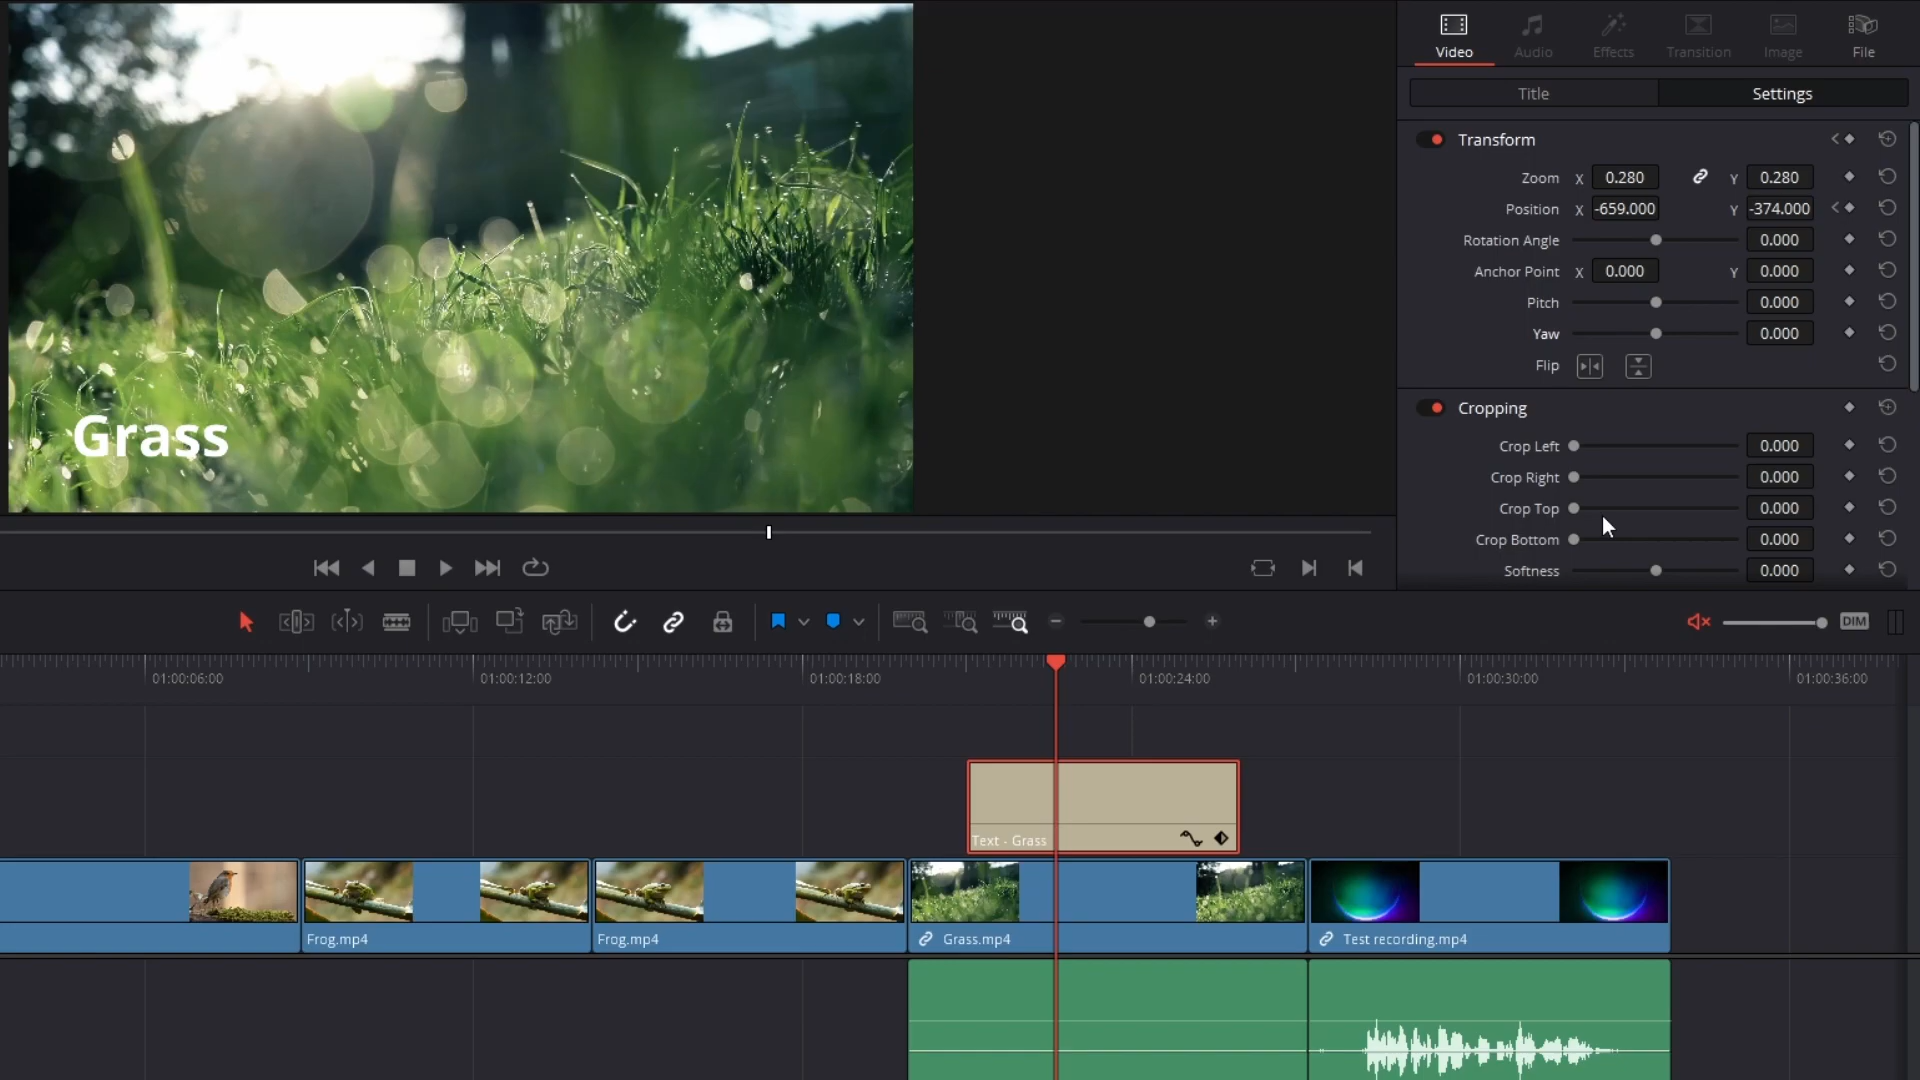 Video Audio Effects Transition Image File
Title Settings
Transform
Zoom X 0.280 Y 0.280
Position X -659.000 Y -374.000
Rotation Angle 0.000
Anchor Point X 0.000 Y 0.000
Pitch 0.000
Yaw 0.000
Flip
Cropping
Crop Left 0.000
Crop Right 0.000
Crop Top 0.000
Crop Bottom 0.000
Softness 0.000
Grass
DIM
01:00:06:00 01:00:12:00 01:00:18:00 01:00:24:00 01:00:30:00 01:00:36:00
Text - Grass
Frog.mp4 Frog.mp4 Grass.mp4 Test recording.mp4